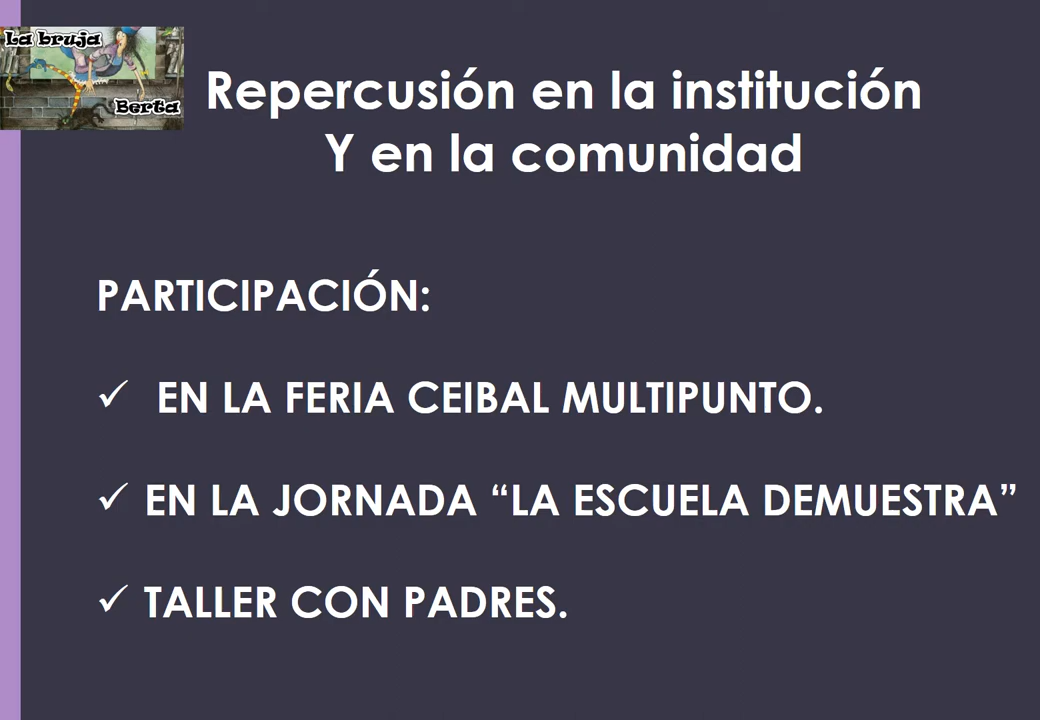 La bruja
Berta
Repercusión en la institución
Y en la comunidad
PARTICIPACIÓN:
✓ EN LA FERIA CEIBAL MULTIPUNTO.
✓ EN LA JORNADA “LA ESCUELA DEMUESTRA”
✓ TALLER CON PADRES.